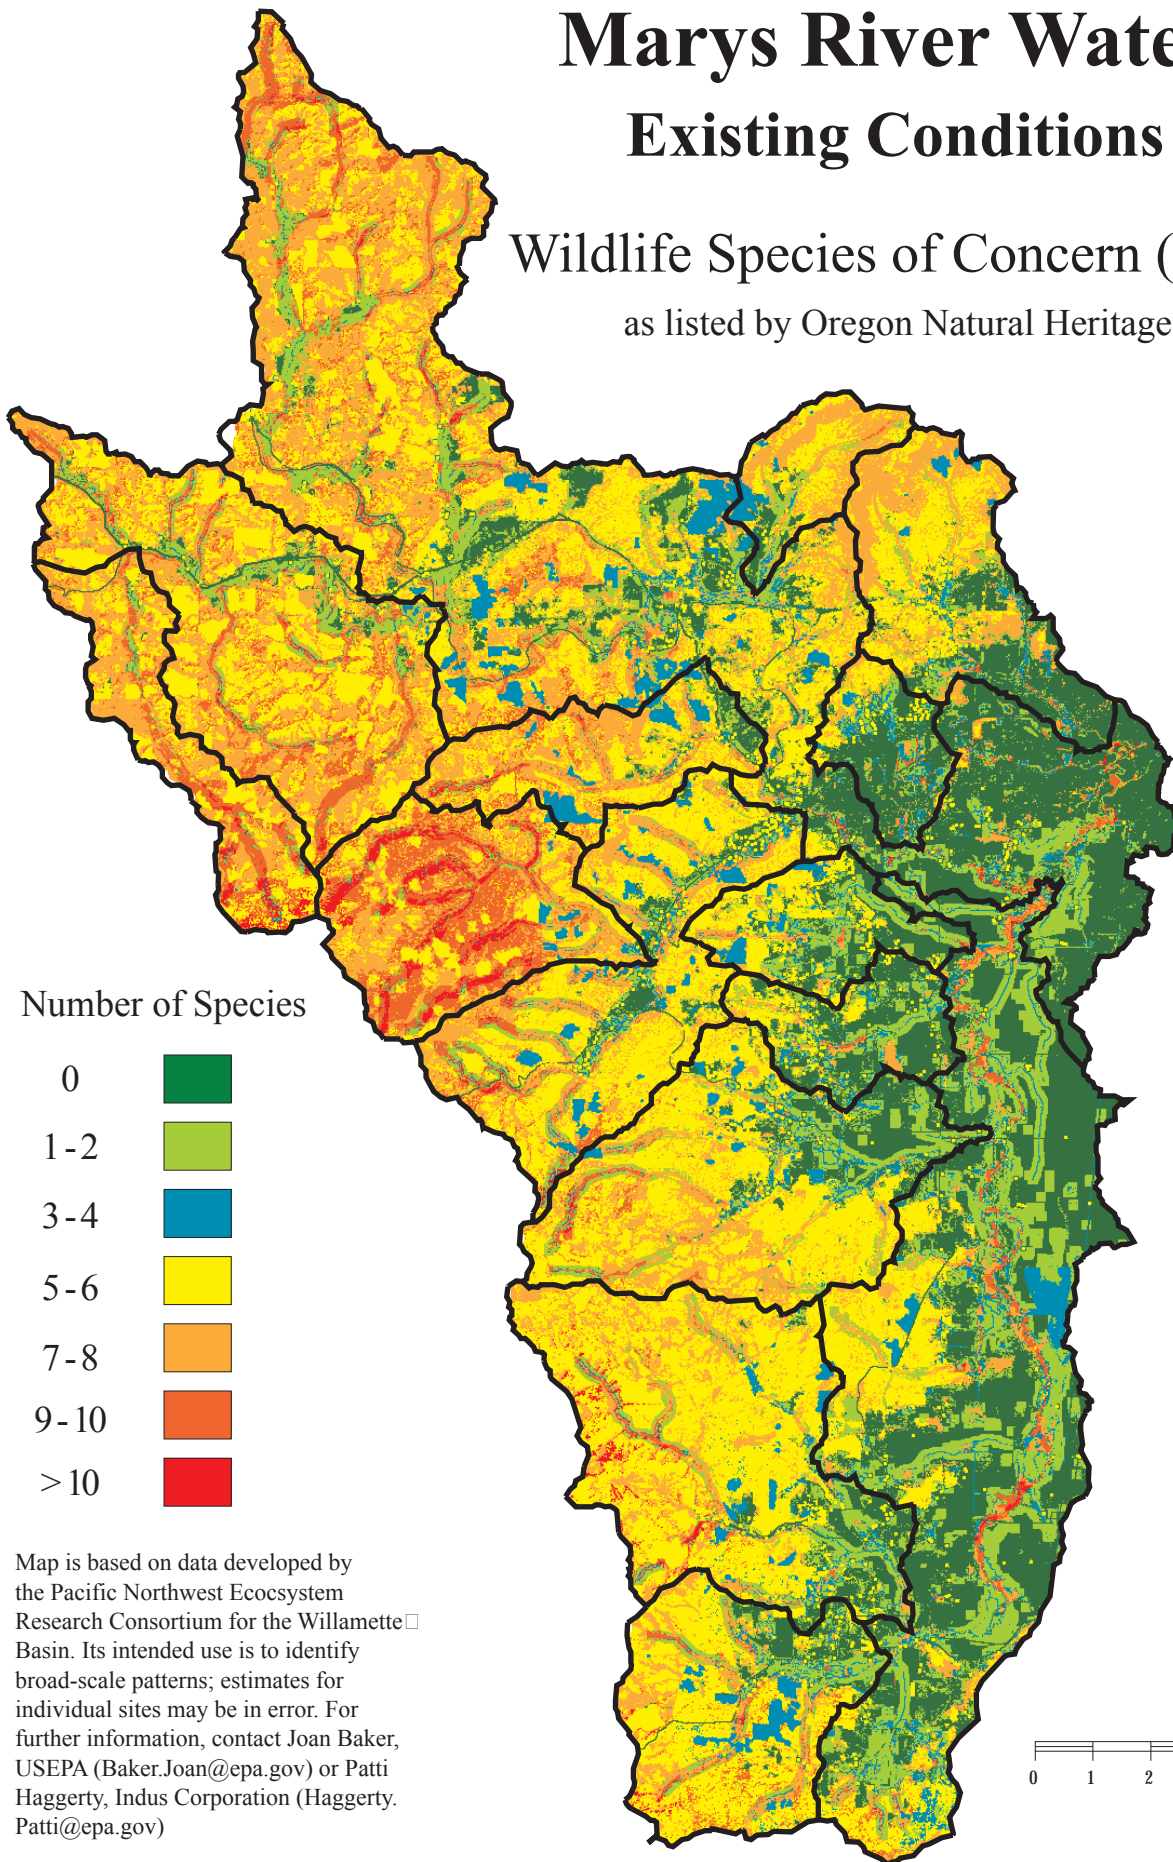 Marys River Wate
Existing Conditions
Wildlife Species of Concern (
as listed by Oregon Natural Heritage
Number of Species
0
1-2
3-4
5-6
7-8
9-10
>10
Map is based on data developed by
the Pacific Northwest Ecocsystem
Research Consortium for the Willamette□
Basin. Its intended use is to identify
broad-scale patterns; estimates for
individual sites may be in error. For
further information, contact Joan Baker,
USEPA (Baker.Joan@epa.gov) or Patti
Haggerty, Indus Corporation (Haggerty.
Patti@epa.gov)
0 1 2